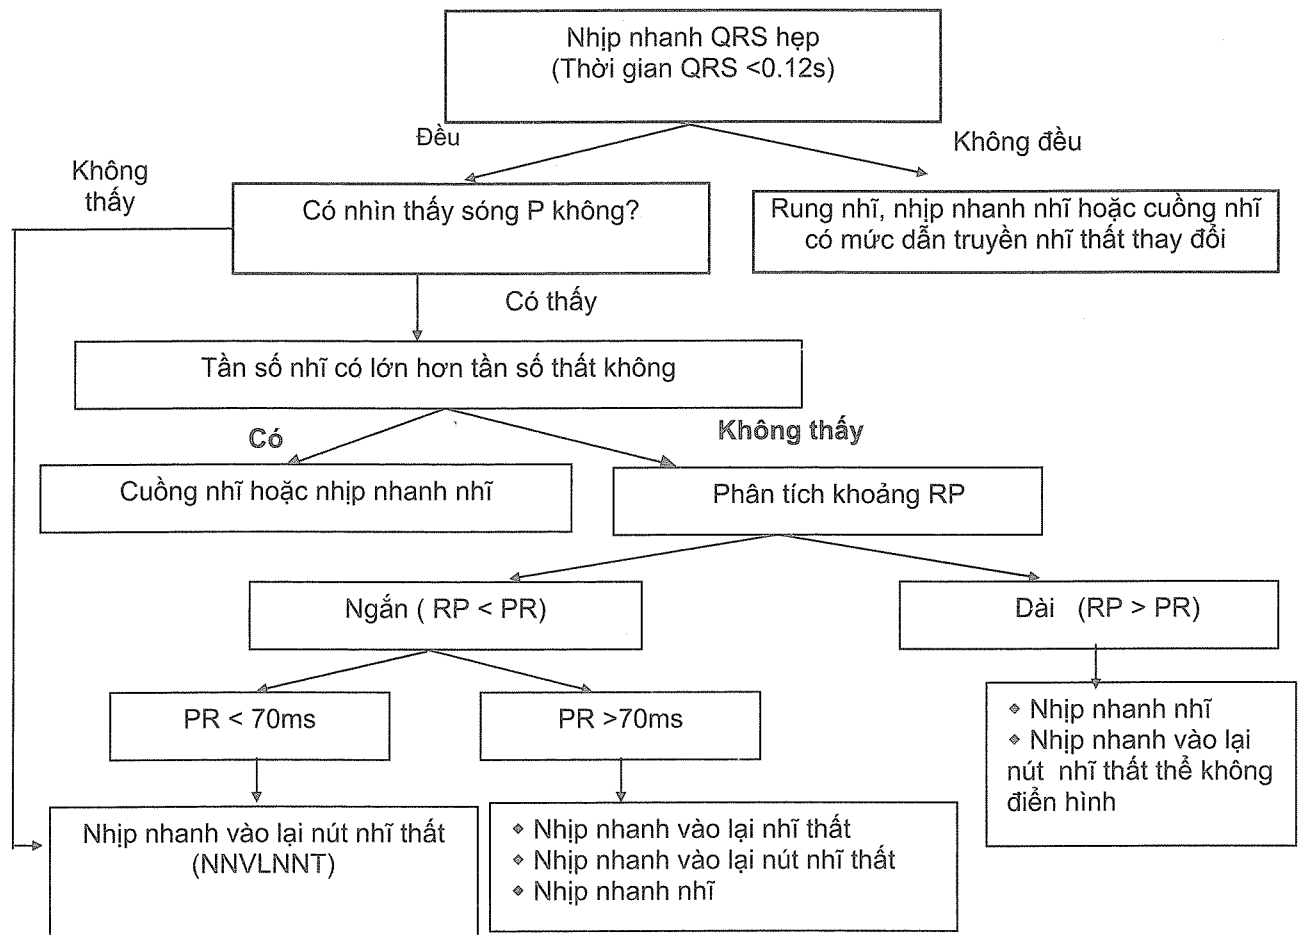 Nhịp nhanh QRS hẹp
(Thời gian QRS <0.12s)
Đều
Không đều
Không
thấy
Có nhìn thấy sóng P không?
Rung nhĩ, nhịp nhanh nhĩ hoặc cuồng nhĩ
có mức dẫn truyền nhĩ thất thay đổi
Có thấy
Tần số nhĩ có lớn hơn tần số thất không
Có
Không thấy
Cuồng nhĩ hoặc nhịp nhanh nhĩ
Phân tích khoảng RP
Ngắn ( RP < PR)
Dài (RP > PR)
PR < 70ms
PR >70ms
Nhịp nhanh nhĩ
Nhịp nhanh vào lại
nút nhĩ thất thể không
điển hình
Nhịp nhanh vào lại nút nhĩ thất
(NNVLNNT)
Nhịp nhanh vào lại nhĩ thất
Nhịp nhanh vào lại nút nhĩ thất
Nhịp nhanh nhĩ